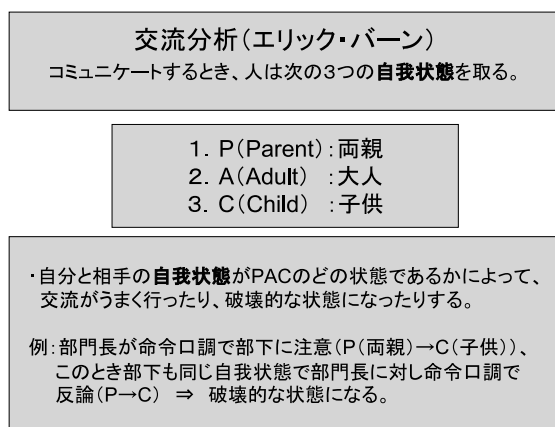 交流分析(エリック・バーン)
コミュニケートするとき、人は次の3つの自我状態を取る。
1. P(Parent):両親
2. A(Adult) :大人
3. C(Child) :子供
・自分と相手の自我状態がPACのどの状態であるかによって、
交流がうまく行ったり、破壊的な状態になったりする。
例:部門長が命令口調で部下に注意(P(両親)→C(子供))、
このとき部下も同じ自我状態で部門長に対し命令口調で
反論(P→C) ⇒ 破壊的な状態になる。